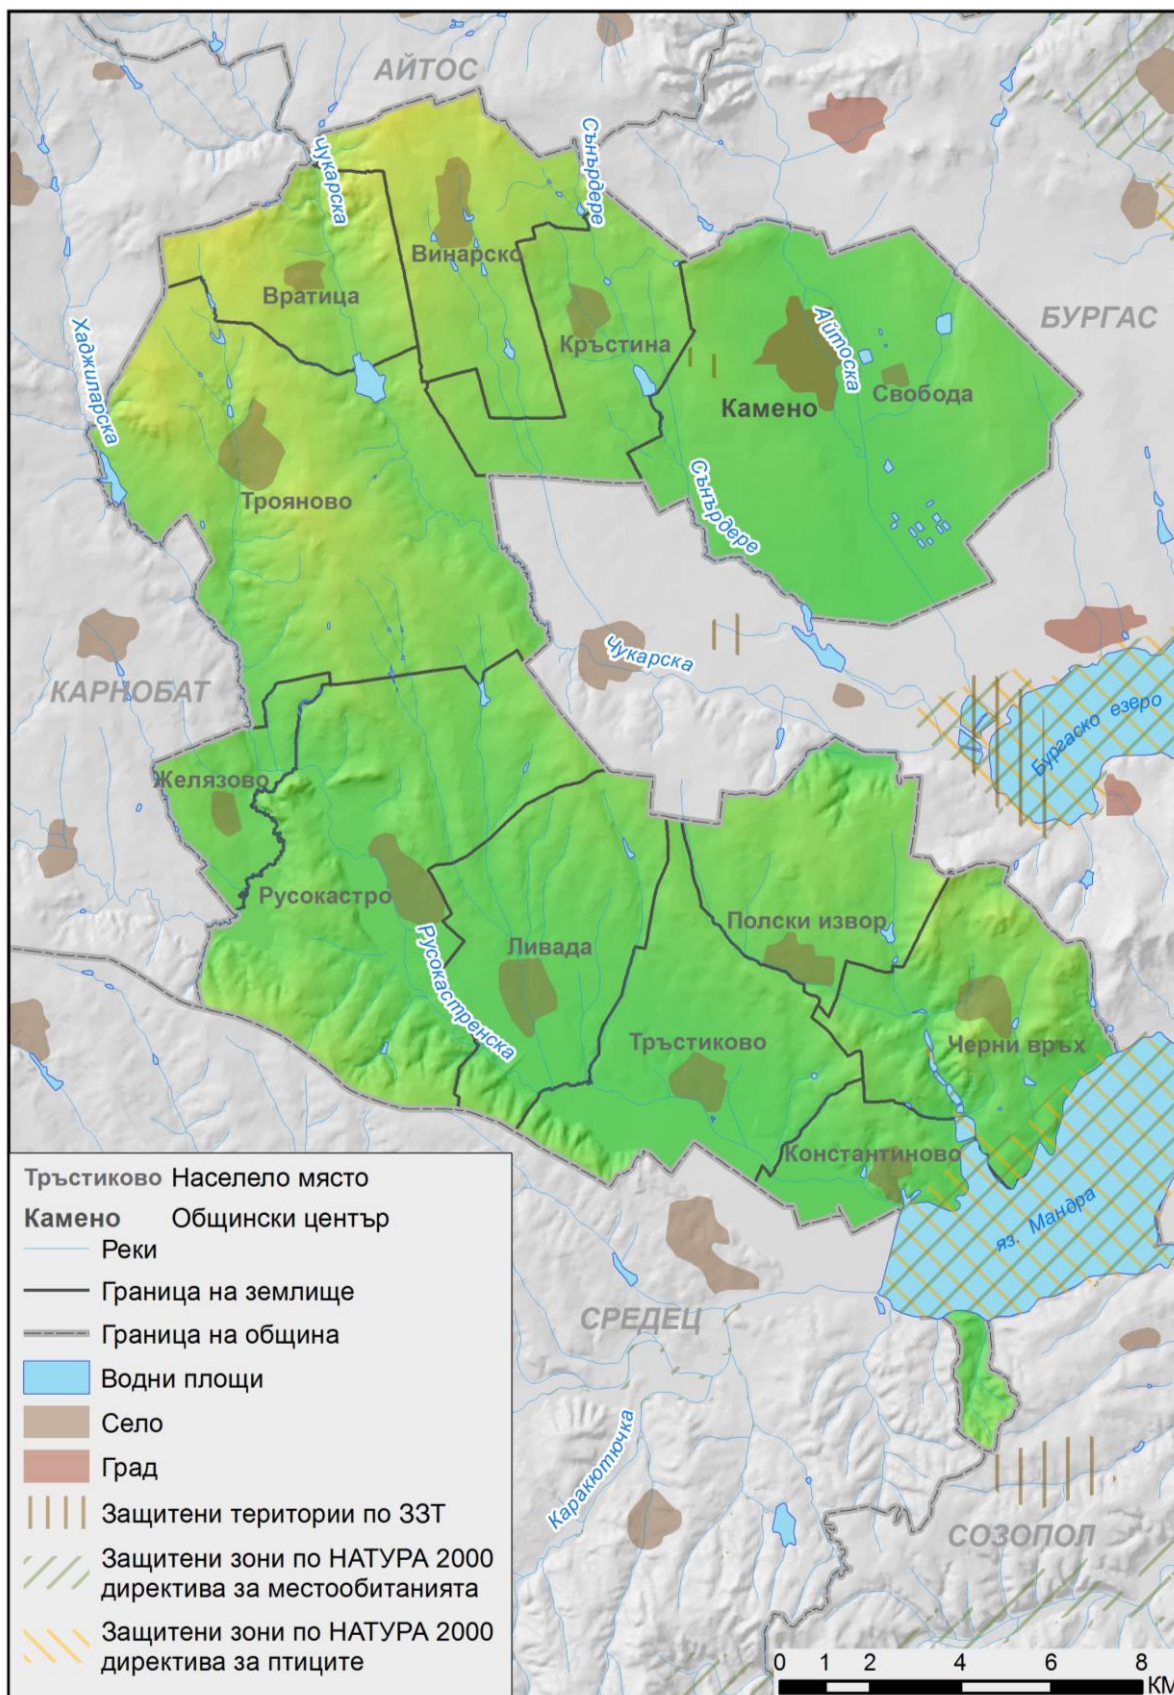 АЙТОС
Чукарска
Сънърдере
Винарско
Вратица
БУРГАС
Хаджиларска
Кръстина
Айтоска
Свобода
Камено
Трояново
Сънърдере
Чукарска
КАРНОБАТ
Бургаско езеро
Желязово
Русокастро
Полски извор
Ливада
Русокастренска
Тръстиково
Черни връх
Константиново
яз. Мандра
СРЕДЕЦ
Каракютючка
СОЗОПОЛ
Тръстиково Населело място
Камено Общински център
Реки
Граница на землище
Граница на община
Водни площи
Село
Град
Защитени територии по ЗЗТ
Защитени зони по НАТУРА 2000
директива за местообитанията
Защитени зони по НАТУРА 2000
директива за птиците
0 1 2 4 6 8
КМ